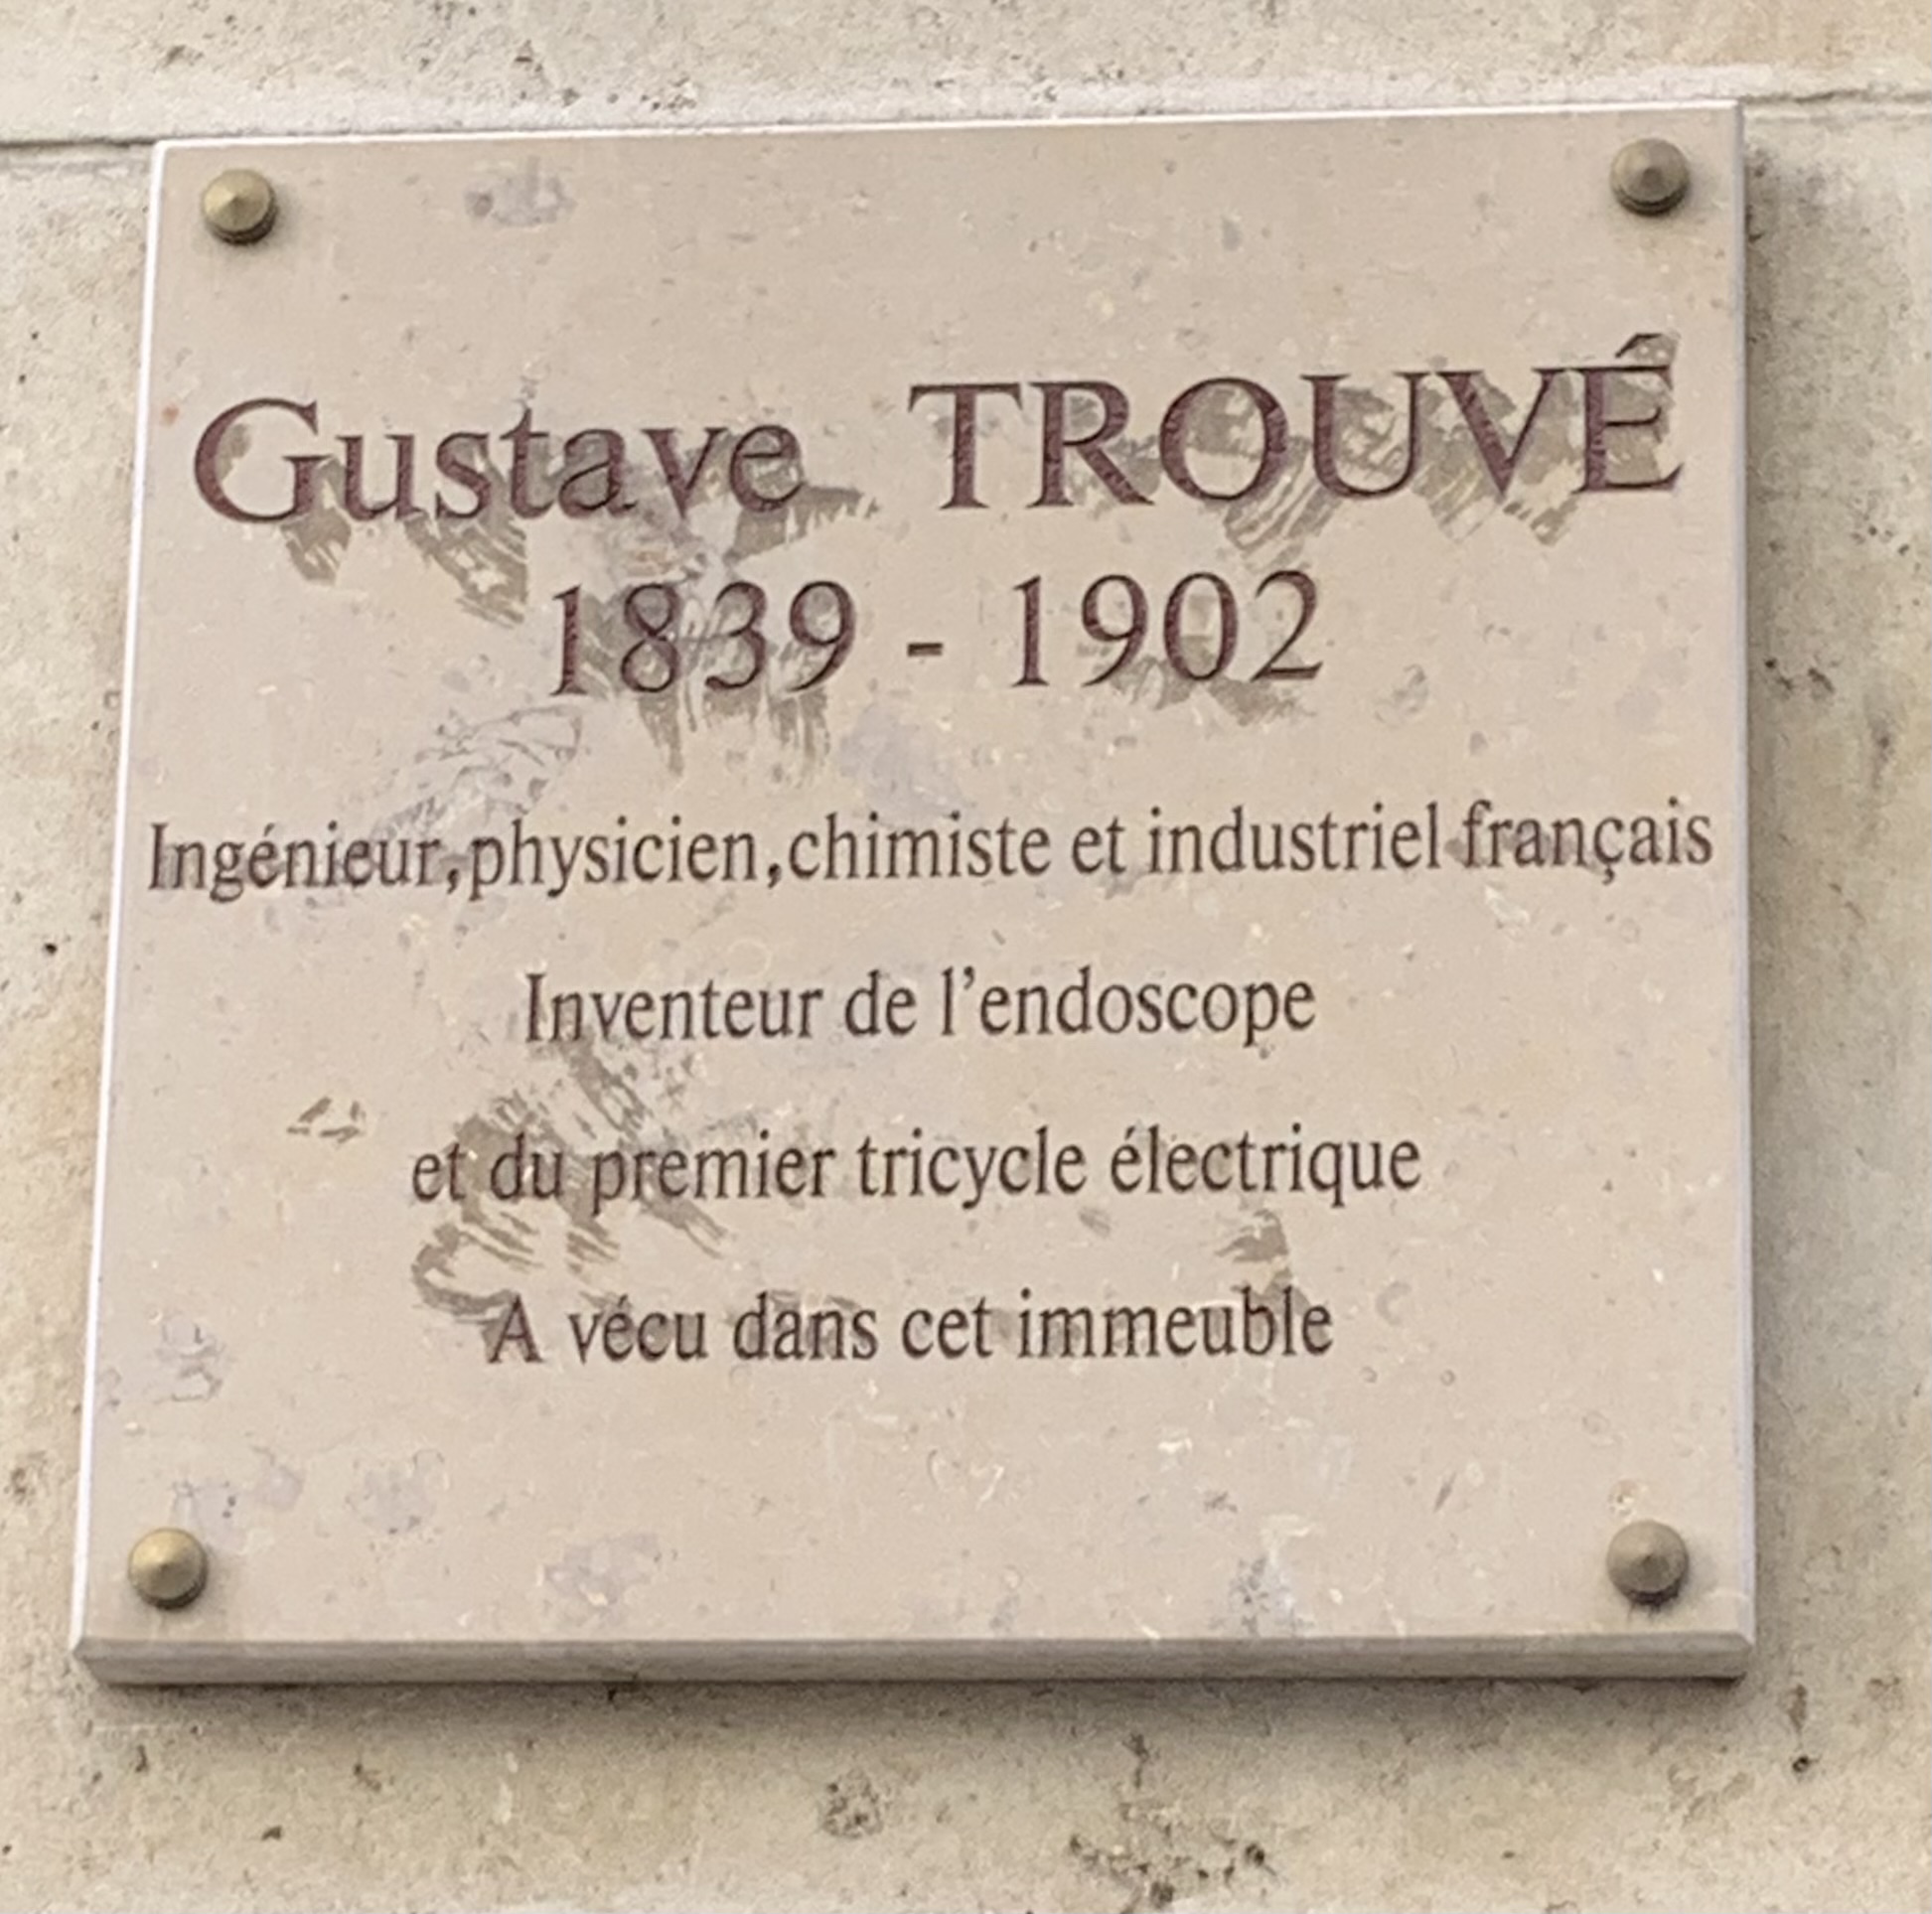 Gustave TROUVÉ
1839 - 1902
Ingénieur,physicien,chimiste et industriel français
Inventeur de l'endoscope
et du premier tricycle électrique
A vécu dans cet immeuble